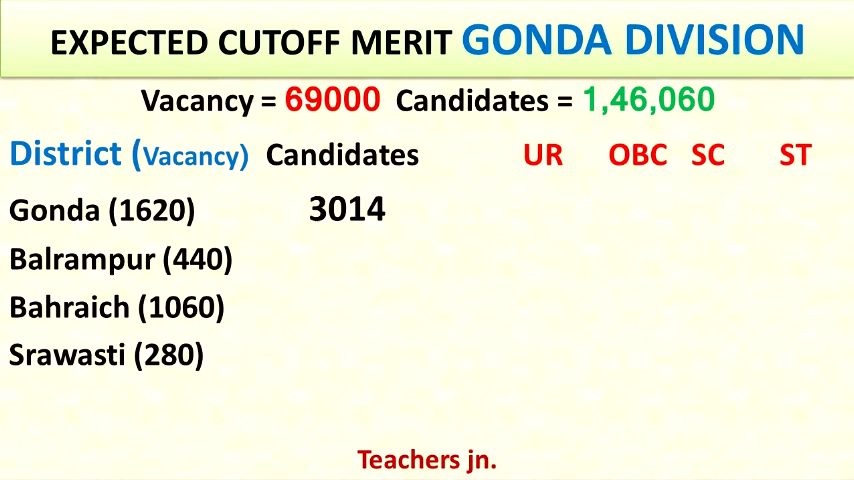 EXPECTED CUTOFF MERIT GONDA DIVISION
Vacancy = 69000 Candidates = 1,46,060
District (Vacancy) Candidates UR OBC SC ST
Gonda (1620) 3014
Balrampur (440)
Bahraich (1060)
Srawasti (280)
Teachers jn.